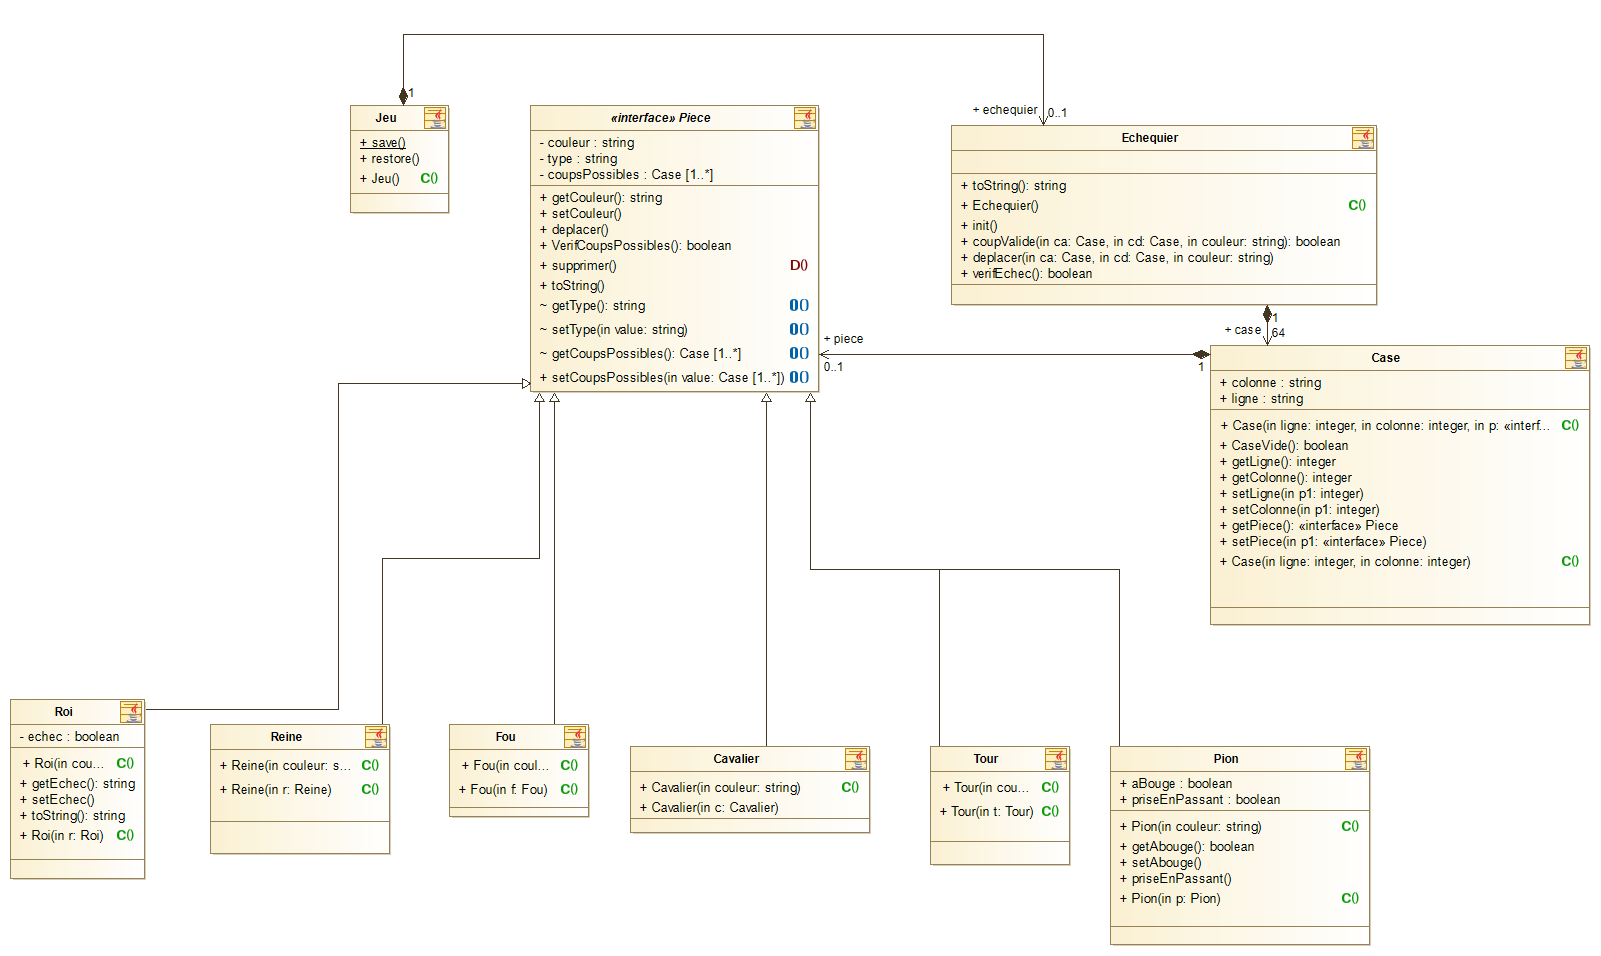 1
+ echequier
0..1
Jeu
+ save()
+ restore()
+ Jeu() C()
«interface» Piece
- couleur : string
- type : string
- coupsPossibles : Case [1..*]
+ getCouleur(): string
+ setCouleur()
+ deplacer()
+ VerifCoupsPossibles(): boolean
+ supprimer() D()
+ toString()
~ getType(): string 0()
~ setType(in value: string) 0()
~ getCoupsPossibles(): Case [1..*] 0()
+ setCoupsPossibles(in value: Case [1..*]) 0()
Echequier
+ toString(): string
+ Echequier() C()
+ init()
+ coupValide(in ca: Case, in cd: Case, in couleur: string): boolean
+ deplacer(in ca: Case, in cd: Case, in couleur: string)
+ verifEchec(): boolean
1
+ case 64
+ piece
0..1
1
Case
+ colonne : string
+ ligne : string
+ Case(in ligne: integer, in colonne: integer, in p: «interf... C()
+ CaseVide(): boolean
+ getLigne(): integer
+ getColonne(): integer
+ setLigne(in p1: integer)
+ setColonne(in p1: integer)
+ getPiece(): «interface» Piece
+ setPiece(in p1: «interface» Piece)
+ Case(in ligne: integer, in colonne: integer) C()
Roi
- echec : boolean
+ Roi(in cou... C()
+ getEchec(): string
+ setEchec()
+ toString(): string
+ Roi(in r: Roi) C()
Reine
+ Reine(in couleur: s... C()
+ Reine(in r: Reine) C()
Fou
+ Fou(in coul... C()
+ Fou(in f: Fou) C()
Cavalier
+ Cavalier(in couleur: string) C()
+ Cavalier(in c: Cavalier)
Tour
+ Tour(in cou... C()
+ Tour(in t: Tour) C()
Pion
+ aBouge : boolean
+ priseEnPassant : boolean
+ Pion(in couleur: string) C()
+ getAbouge(): boolean
+ setAbouge()
+ priseEnPassant()
+ Pion(in p: Pion) C()